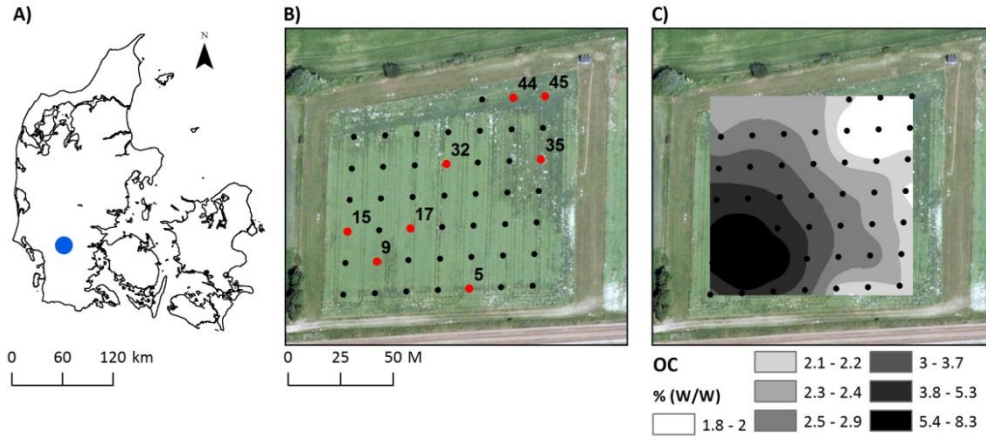 A)
N
0 60 120 km
B)
44 45
32 35
15 17
9
5
0 25 50 M
C)
OC
% (W/W)
1.8 - 2
2.1 - 2.2
2.3 - 2.4
2.5 - 2.9
3 - 3.7
3.8 - 5.3
5.4 - 8.3